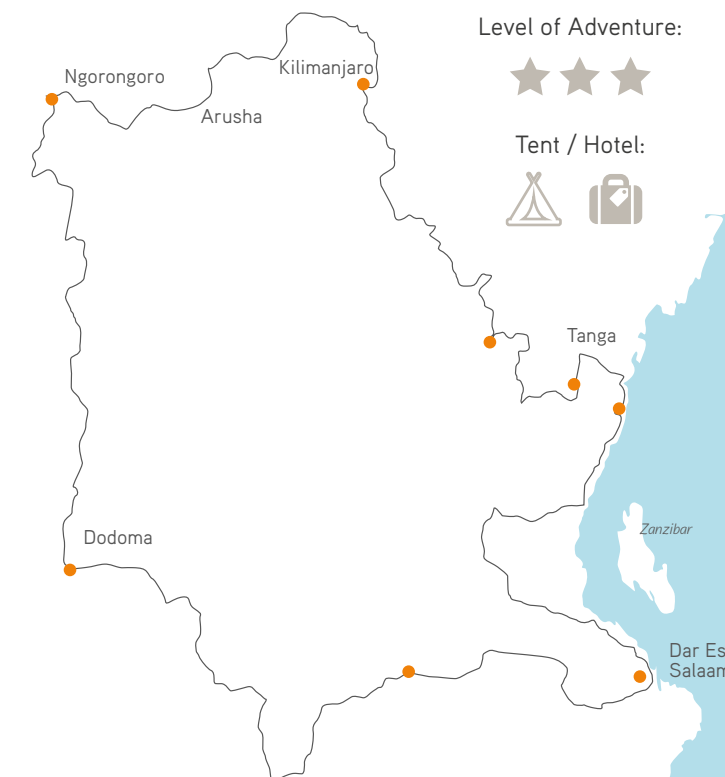 Level of Adventure:
Ngorongoro
Kilimanjaro
Arusha
Tent / Hotel:
Tanga
Zanzibar
Dodoma
Dar Es
Salaam